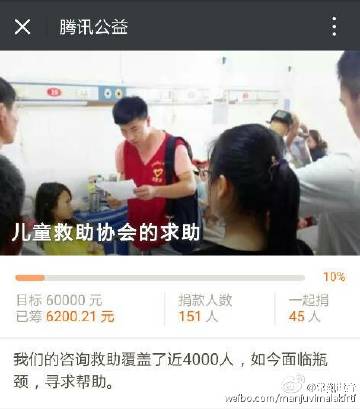 腾讯公益
儿童救助协会的求助
10%
目标 60000 元
捐款人数
一起捐
已筹 6200.21 元
151 人
45 人
我们的咨询救助覆盖了近4000人，如今面临瓶
颈，寻求帮助。